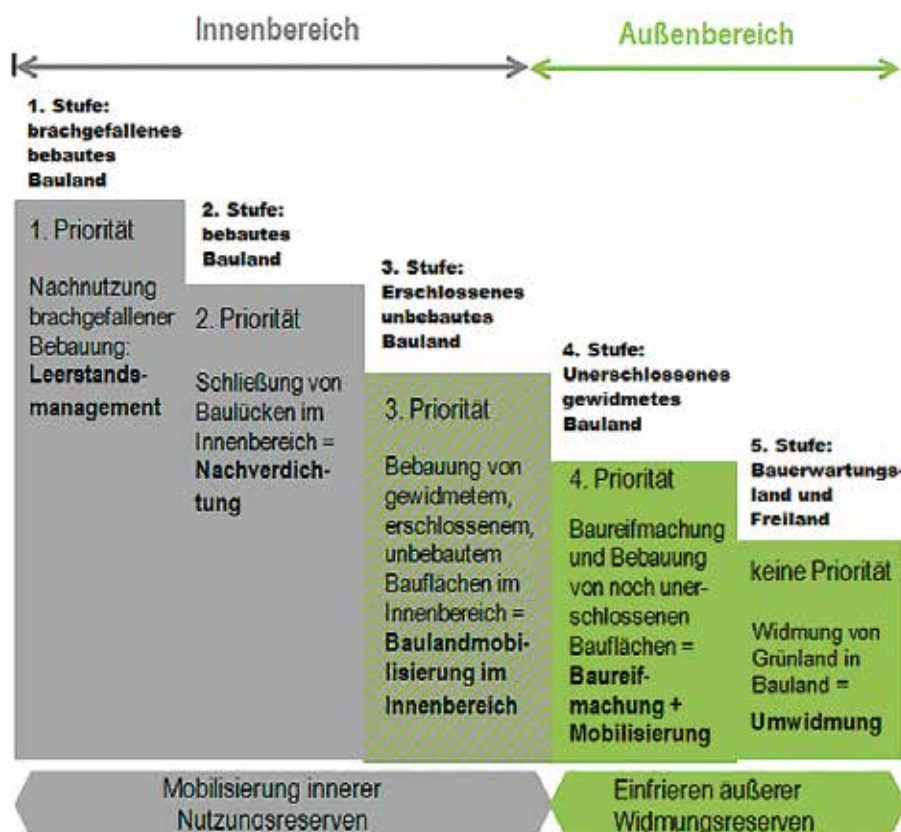 Innenbereich
Außenbereich
1. Stufe:
brachgefallenes
bebautes
Bauland
1. Priorität
Nachnutzung
brachgefallener
Bebauung:
Leerstands-
management
2. Stufe:
bebautes
Bauland
2. Priorität
Schließung von
Baulücken im
Innenbereich =
Nachverdich-
tung
3. Stufe:
Erschlossenes
unbebautes
Bauland
3. Priorität
Bebauung von
gewidmetem,
erschlossenem,
unbebautem
Bauflächen im
Innenbereich =
Baulandmobi-
lisierung im
Innenbereich
4. Stufe:
Unerschlossenes
gewidmetes
Bauland
4. Priorität
Baureifmachung
und Bebauung
von noch uner-
schlossenen
Bauflächen =
Baureif-
machung +
Mobilisierung
5. Stufe:
Bauerwartungs-
land und
Freiland
keine Priorität
Widmung von
Grünland in
Bauland =
Umwidmung
Mobilisierung innerer
Nutzungsreserven
Einfrieren äußerer
Widmungsreserven